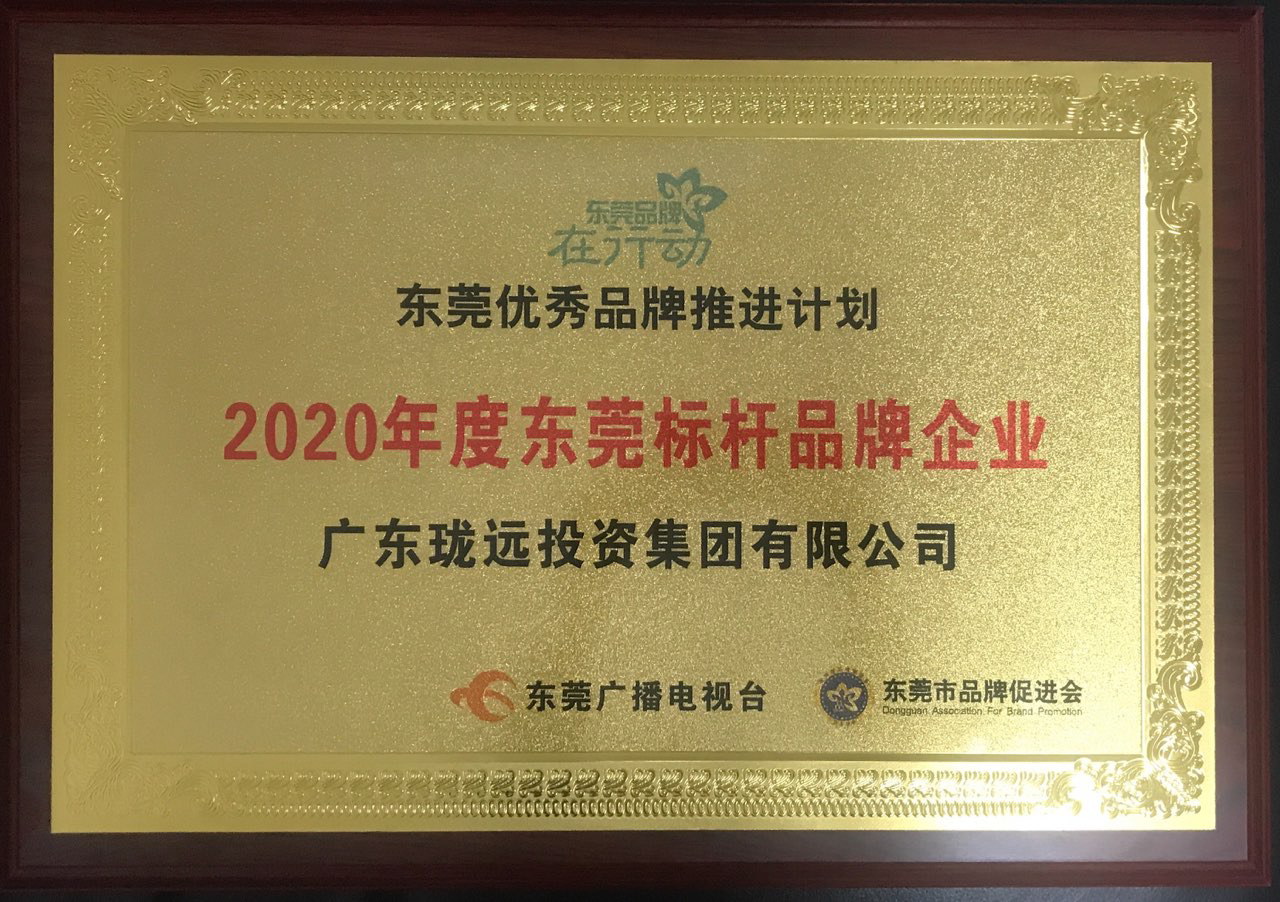 东莞品牌
在行动
东莞优秀品牌推进计划
2020年度东莞标杆品牌企业
广东珑远投资集团有限公司
东莞广播电视台
东莞市品牌促进会
Dongguan Association For Brand Promotion